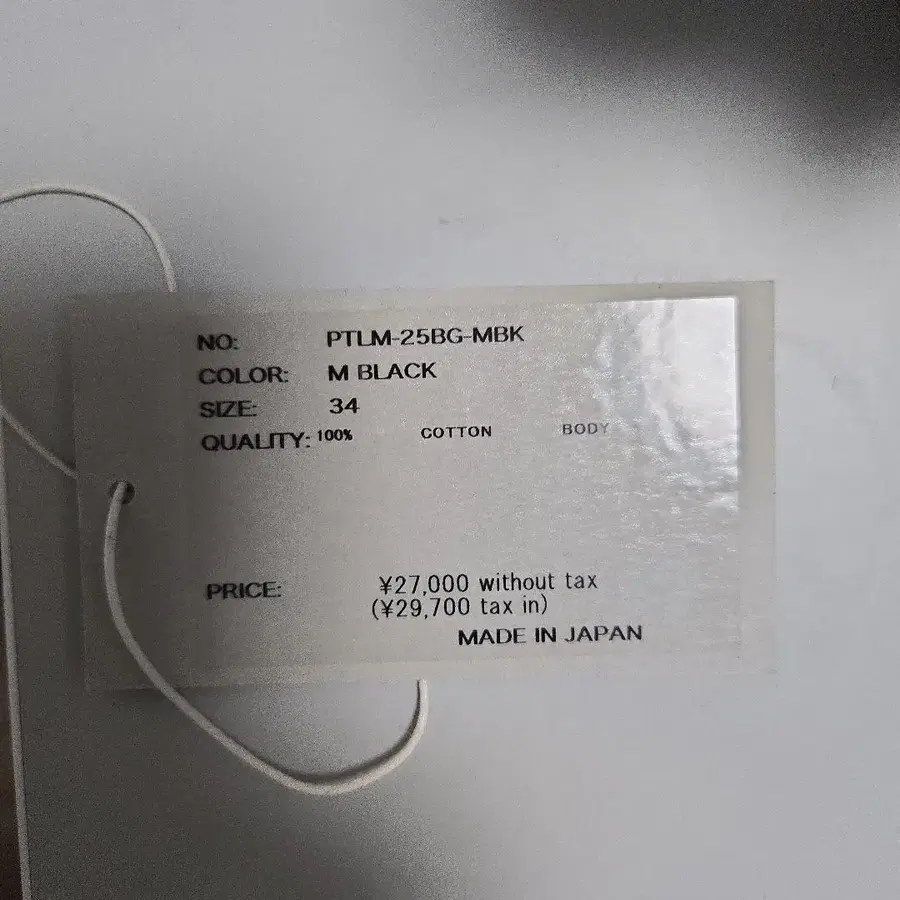 NO: PTLM-25BG-MBK
COLOR: M BLACK
SIZE: 34
QUALITY: 100% COTTON BODY
PRICE: ¥27,000 without tax
(¥29,700 tax in)
MADE IN JAPAN